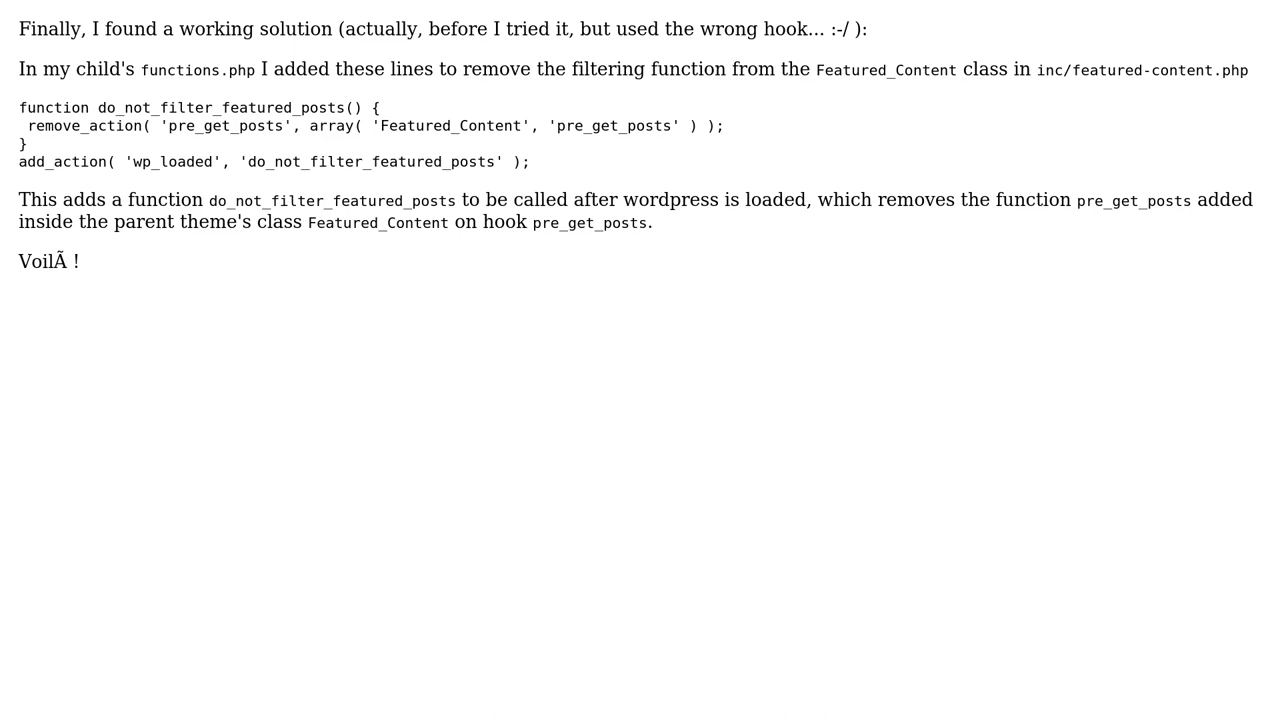 Finally, I found a working solution (actually, before I tried it, but used the wrong hook... :-/ ):
In my child's functions.php I added these lines to remove the filtering function from the Featured_Content class in inc/featured-content.php
function do_not_filter_featured_posts() {
 remove_action( 'pre_get_posts', array( 'Featured_Content', 'pre_get_posts' ) );
}
add_action( 'wp_loaded', 'do_not_filter_featured_posts' );
This adds a function do_not_filter_featured_posts to be called after wordpress is loaded, which removes the function pre_get_posts added
inside the parent theme's class Featured_Content on hook pre_get_posts.
VoilÃ !